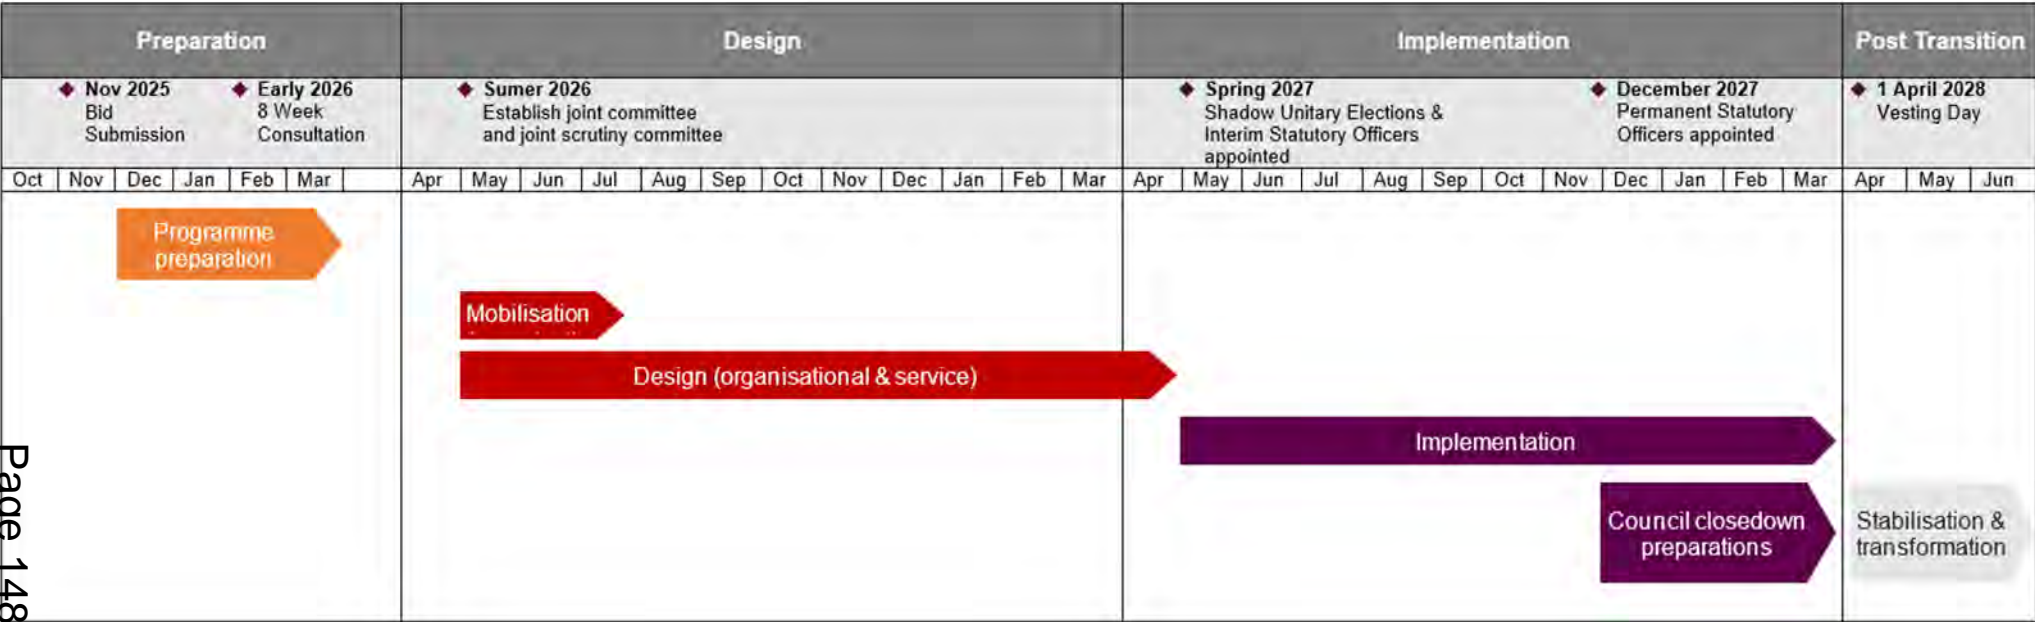 Preparation
Design
Implementation
Post Transition
Nov 2025
Bid
Submission
Early 2026
8 Week
Consultation
Sumer 2026
Establish joint committee
and joint scrutiny committee
Spring 2027
Shadow Unitary Elections &
Interim Statutory Officers
appointed
December 2027
Permanent Statutory
Officers appointed
1 April 2028
Vesting Day
Oct Nov Dec Jan Feb Mar Apr May Jun Jul Aug Sep Oct Nov Dec Jan Feb Mar Apr May Jun Jul Aug Sep Oct Nov Dec Jan Feb Mar Apr May Jun
Programme
preparation
Mobilisation
Design (organisational & service)
Implementation
Council closedown
preparations
Stabilisation &
transformation
Page 148